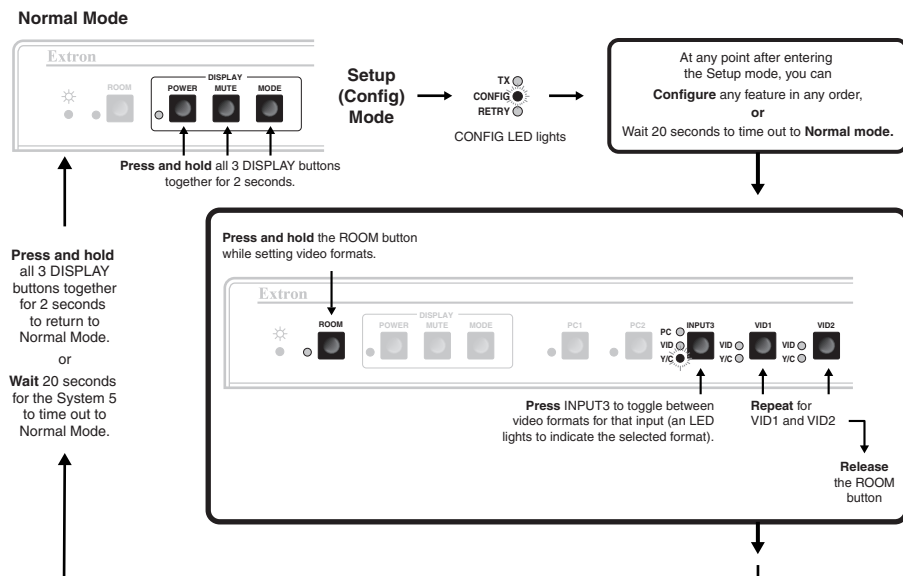 Normal Mode
Extron
ROOM
DISPLAY
POWER MUTE MODE
Press and hold all 3 DISPLAY buttons
together for 2 seconds.
Setup
(Config)
Mode
TX
CONFIG
RETRY
CONFIG LED lights
At any point after entering
the Setup mode, you can
Configure any feature in any order,
or
Wait 20 seconds to time out to Normal mode.
Press and hold
all 3 DISPLAY
buttons together
for 2 seconds
to return to
Normal Mode.
or
Wait 20 seconds
for the System 5
to time out to
Normal Mode.
Press and hold the ROOM button
while setting video formats.
Extron
ROOM
DISPLAY
POWER MUTE MODE
PC1
PC2
PC
VID
Y/C
INPUT3
VID
Y/C
VID1
VID
Y/C
VID2
Press INPUT3 to toggle between
video formats for that input (an LED
lights to indicate the selected format).
Repeat for
VID1 and VID2
Release
the ROOM
button